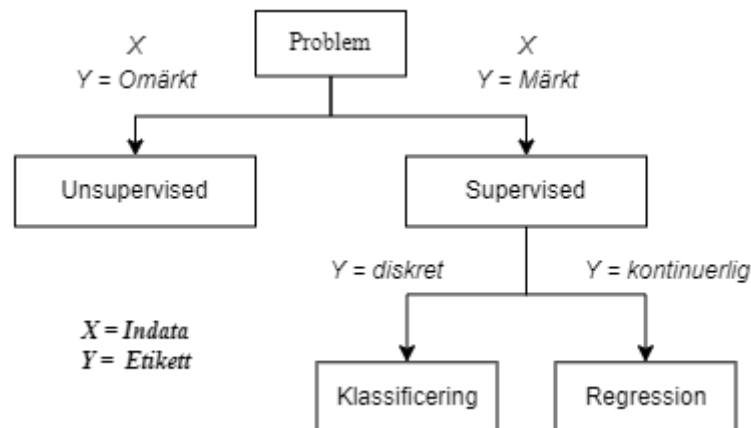 Problem
X
Y = Omärkt
X
Y = Märkt
Unsupervised
Supervised
Y = diskret
Y = kontinuerlig
X = Indata
Y = Etikett
Klassificering
Regression